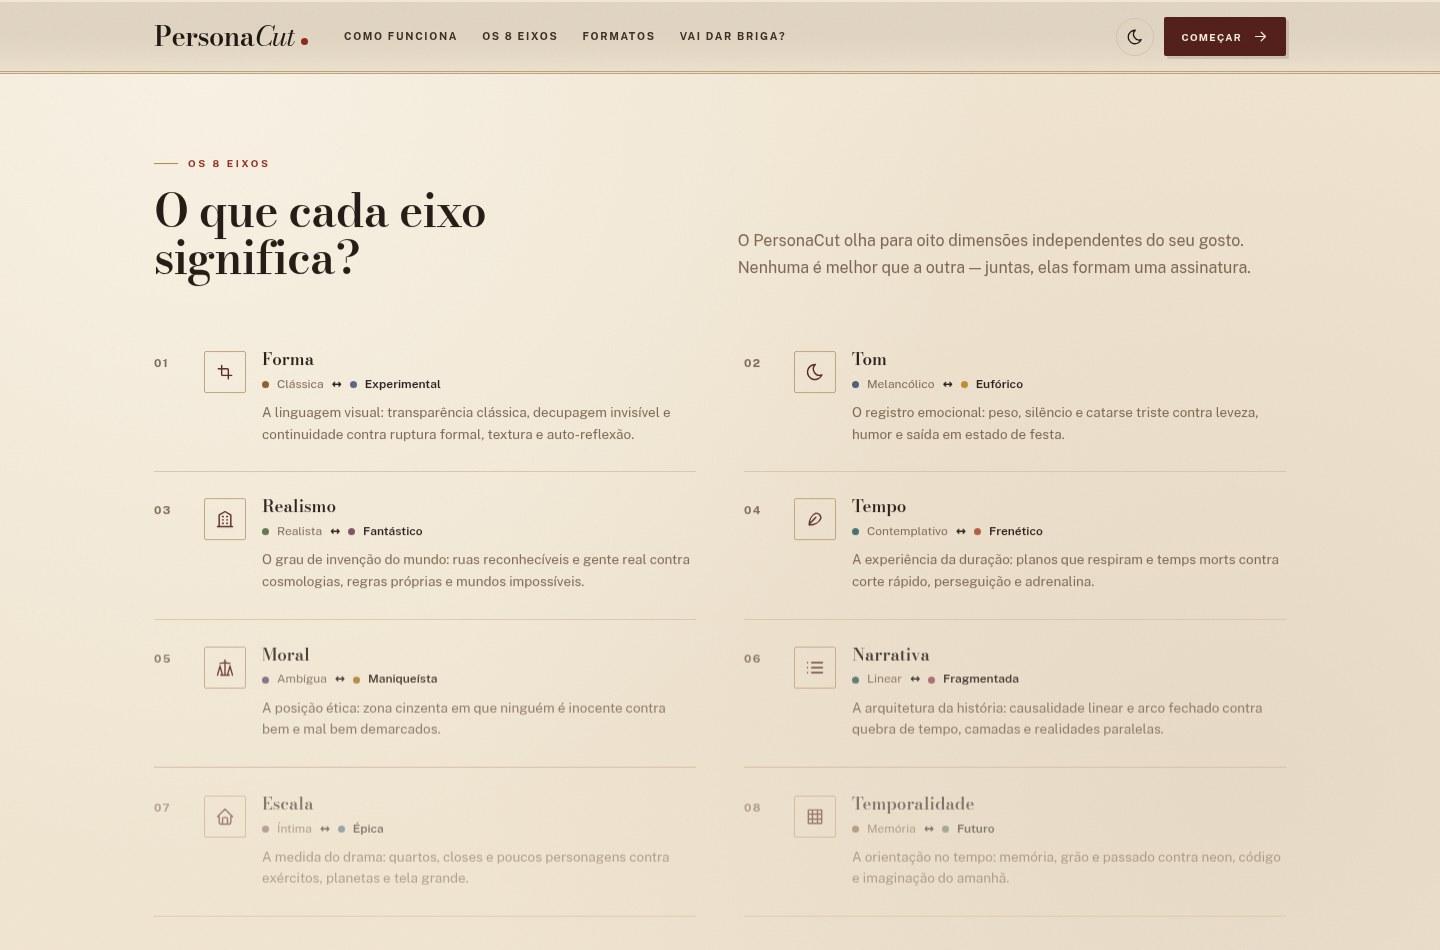 PersonaCut
COMO FUNCIONA
OS 8 EIXOS
FORMATOS
VAI DAR BRIGA?
COMEÇAR →
OS 8 EIXOS
O que cada eixo
significa?
O PersonaCut olha para oito dimensões independentes do seu gosto.
Nenhuma é melhor que a outra — juntas, elas formam uma assinatura.
01
Forma
Clássica ↔ Experimental
A linguagem visual: transparência clássica, decupagem invisível e
continuidade contra ruptura formal, textura e auto-reflexão.
02
Tom
Melancólico ↔ Eufórico
O registro emocional: peso, silêncio e catarse triste contra leveza,
humor e saída em estado de festa.
03
Realismo
Realista ↔ Fantástico
O grau de invenção do mundo: ruas reconhecíveis e gente real contra
cosmologias, regras próprias e mundos impossíveis.
04
Tempo
Contemplativo ↔ Frenético
A experiência da duração: planos que respiram e temps morts contra
corte rápido, perseguição e adrenalina.
05
Moral
Ambígua ↔ Maniqueísta
A posição ética: zona cinzenta em que ninguém é inocente contra
bem e mal bem demarcados.
06
Narrativa
Linear ↔ Fragmentada
A arquitetura da história: causalidade linear e arco fechado contra
quebra de tempo, camadas e realidades paralelas.
07
Escala
Íntima ↔ Épica
A medida do drama: quartos, closes e poucos personagens contra
exércitos, planetas e tela grande.
08
Temporalidade
Memória ↔ Futuro
A orientação no tempo: memória, grão e passado contra neon, código
e imaginação do amanhã.